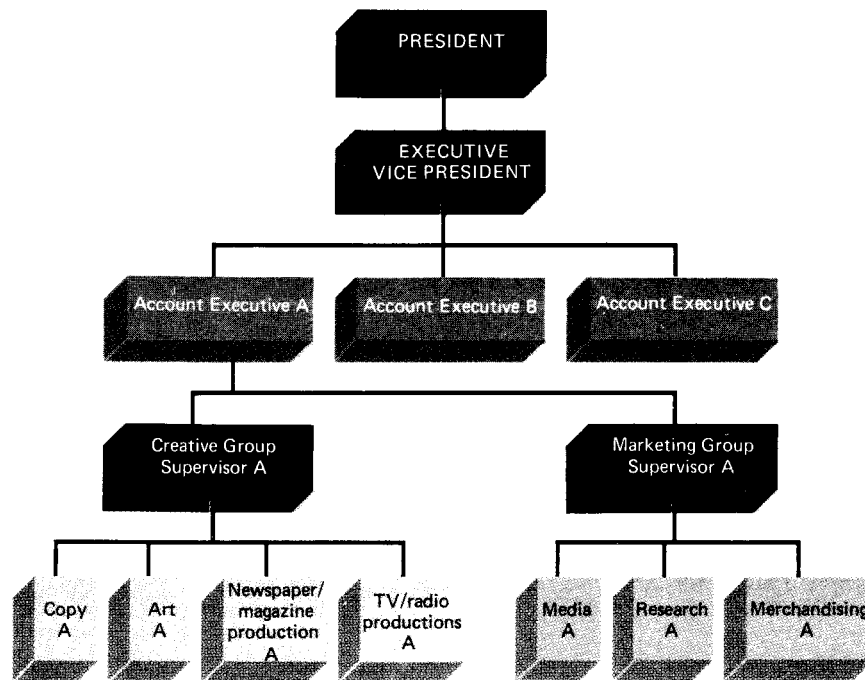 PRESIDENT
EXECUTIVE
VICE PRESIDENT
Account Executive A
Account Executive B
Account Executive C
Creative Group
Supervisor A
Marketing Group
Supervisor A
Copy
A
Art
A
Newspaper/
magazine
production
A
TV/radio
productions
A
Media
A
Research
A
Merchandising
A